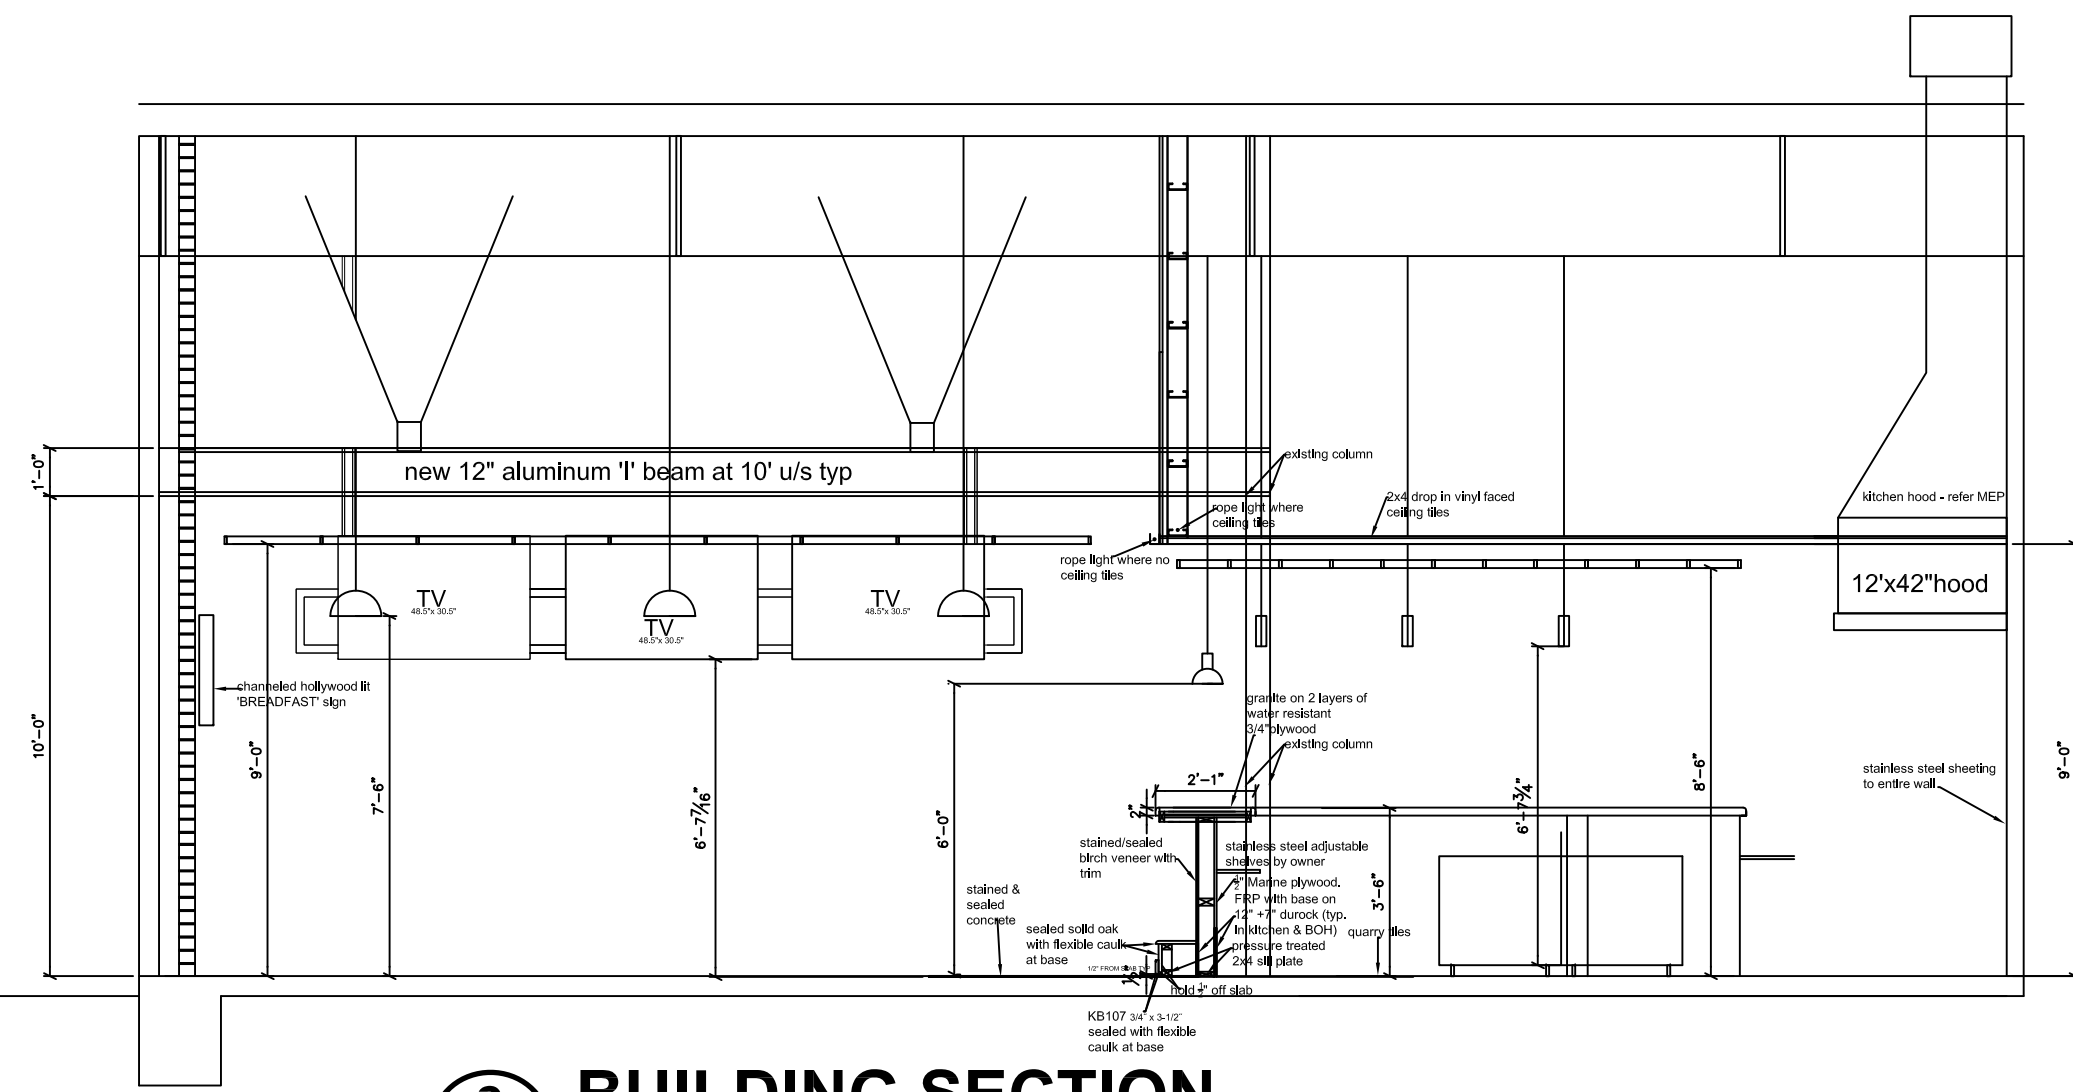 1'-0"
new 12" aluminum 'I' beam at 10' u/s typ
existing column
rope light where
ceiling tiles
2x4 drop in vinyl faced
ceiling tiles
kitchen hood - refer MEP
rope light where no
ceiling tiles
12'x42"hood
TV
48.5"x 30.5"
TV
48.5"x 30.5"
TV
48.5"x 30.5"
channeled hollywood lit
'BREADFAST' sign
10'-0"
9'-0"
7'-6"
6'-7 7/16"
6'-0"
granite on 2 layers of
water resistant
3/4"plywood
existing column
2'-1"
2"
6'-7 3/4"
8'-6"
9'-0"
stainless steel sheeting
to entire wall
stained/sealed
birch veneer with
trim
stainless steel adjustable
shelves by owner
1/2" Marine plywood.
FRP with base on
12" +7" durock (typ.
in kitchen & BOH)
pressure treated
2x4 sill plate
3'-6"
quarry tiles
stained &
sealed
concrete
sealed solid oak
with flexible caulk
at base
1/2" FROM SLAB TYP
1/2"
hold 1/2" off slab
KB107 3/4" x 3-1/2"
sealed with flexible
caulk at base
BUILDING SECTION